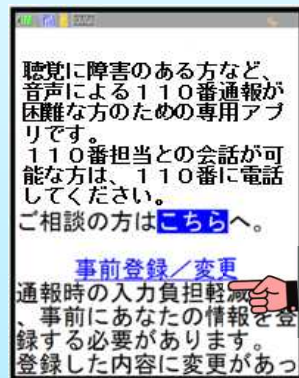 聴覚に障害のある方など、
音声による１１０番通報が
困難な方のための専用アプ
リです。
１１０番担当との会話が可
能な方は、１１０番に電話
してください。
ご相談の方はこちらへ。
事前登録／変更
通報時の入力負担軽減
、事前にあなたの情報を登
録する必要があります。
登録した内容に変更があっ